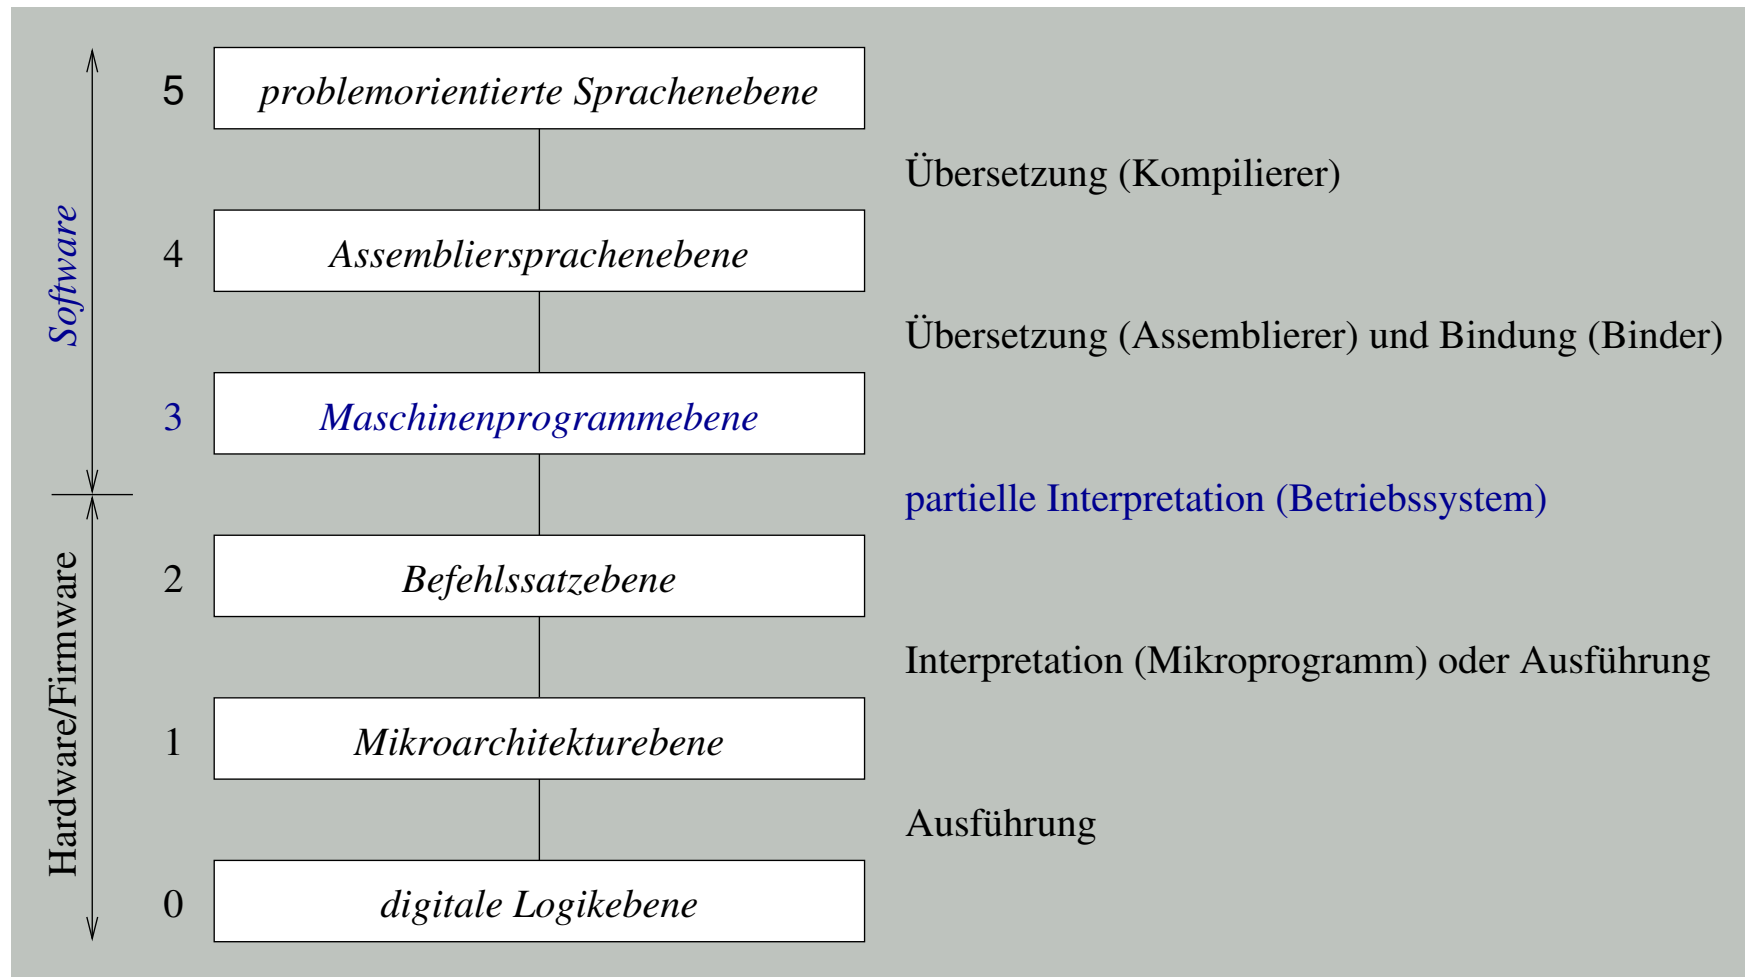 5
problemorientierte Sprachenebene
Übersetzung (Kompilierer)
4
Assembliersprachenebene
Software
Übersetzung (Assemblierer) und Bindung (Binder)
3
Maschinenprogrammebene
partielle Interpretation (Betriebssystem)
2
Befehlssatzebene
Hardware/Firmware
Interpretation (Mikroprogramm) oder Ausführung
1
Mikroarchitekturebene
Ausführung
0
digitale Logikebene